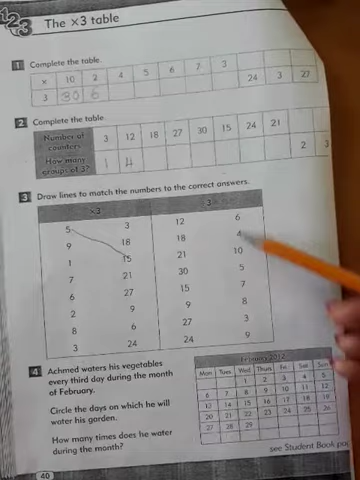 123 The ×3 table
1 Complete the table.
× 10 2 4 5 6 7 3
3 30 6 24 3 27
2 Complete the table.
Number of counters 3 12 18 27 30 15 24 21
How many groups of 3? 1 4 2 3
3 Draw lines to match the numbers to the correct answers.
×3 ÷3
5 3 12 6
9 18 18 4
1 15 21 10
7 21 30 5
6 27 15 7
2 9 9 8
8 6 27 3
3 24 24 9
4 Achmed waters his vegetables
every third day during the month
of February.
Circle the days on which he will
water his garden.
How many times does he water
during the month?
February 2012
Mon Tues Wed Thurs Fri Sat Sun
1 2 3 4 5
6 7 8 9 10 11 12
13 14 15 16 17 18 19
20 21 22 23 24 25 26
27 28 29
see Student Book
40